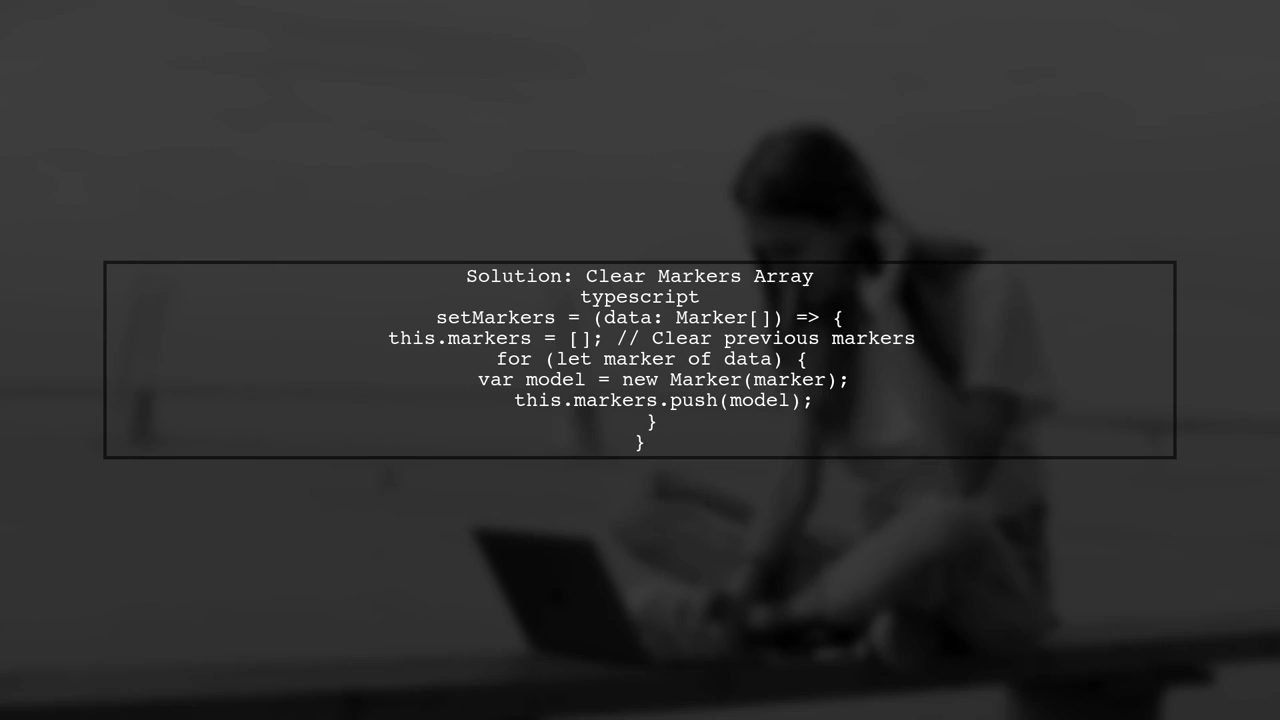 Solution: Clear Markers Array
typescript
setMarkers = (data: Marker[]) => {
this.markers = []; // Clear previous markers
for (let marker of data) {
var model = new Marker(marker);
this.markers.push(model);
}
}